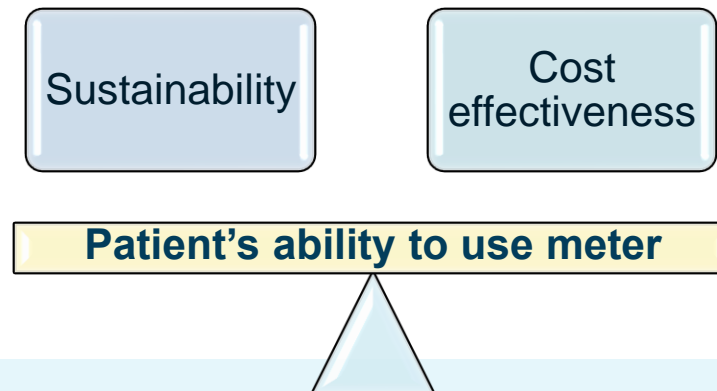 Sustainability
Cost
effectiveness
Patient’s ability to use meter